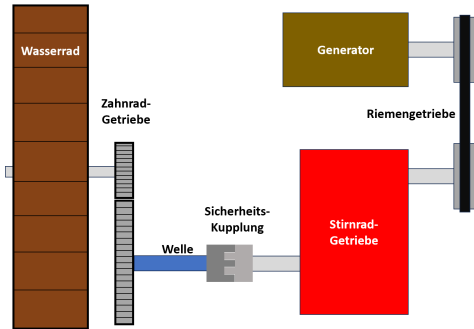 Wasserrad
Generator
Zahnrad-
Getriebe
Riemengetriebe
Sicherheits-
Kupplung
Stirnrad-
Getriebe
Welle